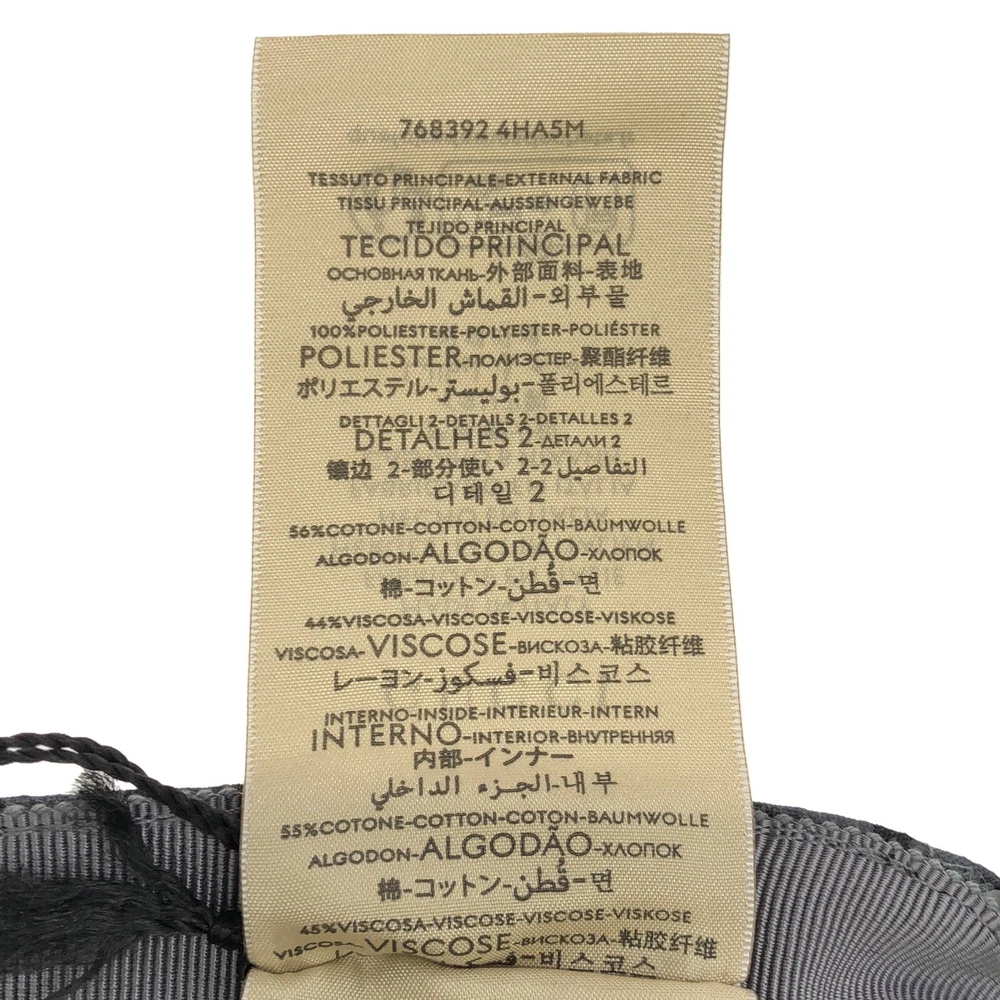 768392 4HA5M
TESSUTO PRINCIPALE-EXTERNAL FABRIC
TISSU PRINCIPAL-AUSSENGEWEBE
TEJIDO PRINCIPAL
TECIDO PRINCIPAL
ОСНОВНАЯ ТКАНЬ-外部面料-表地
القماش الخارجي-외부물
100%POLIESTERE-POLYESTER-POLIÉSTER
POLIESTER-ПОЛИЭСТЕР-聚酯纤维
ポリエステル-بوليستر-폴리에스테르
DETTAGLI 2-DETAILS 2-DETALLES 2
DETALHES 2-ДЕТАЛИ 2
镶边 2-部分使い 2-التفاصيل 2
디테일 2
56%COTONE-COTTON-COTON-BAUMWOLLE
ALGODON-ALGODÃO-ХЛОПОК
棉-コットン-قُطن-면
44%VISCOSA-VISCOSE-VISCOSE-VISKOSE
VISCOSA-VISCOSE-ВИСКОЗА-粘胶纤维
レーヨン-فسكوز-비스코스
INTERNO-INSIDE-INTERIEUR-INTERN
INTERNO-INTERIOR-ВНУТРЕННЯЯ
内部-インナー
الجزء الداخلي-내부
55%COTONE-COTTON-COTON-BAUMWOLLE
ALGODON-ALGODÃO-ХЛОПОК
棉-コットン-قُطن-면
45%VISCOSA-VISCOSE-VISCOSE-VISKOSE
VISCOSA-VISCOSE-ВИСКОЗА-粘胶纤维